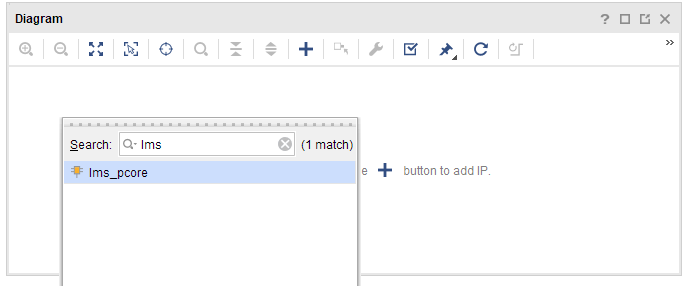 Diagram
Search: lms (1 match)
lms_pcore
e button to add IP.